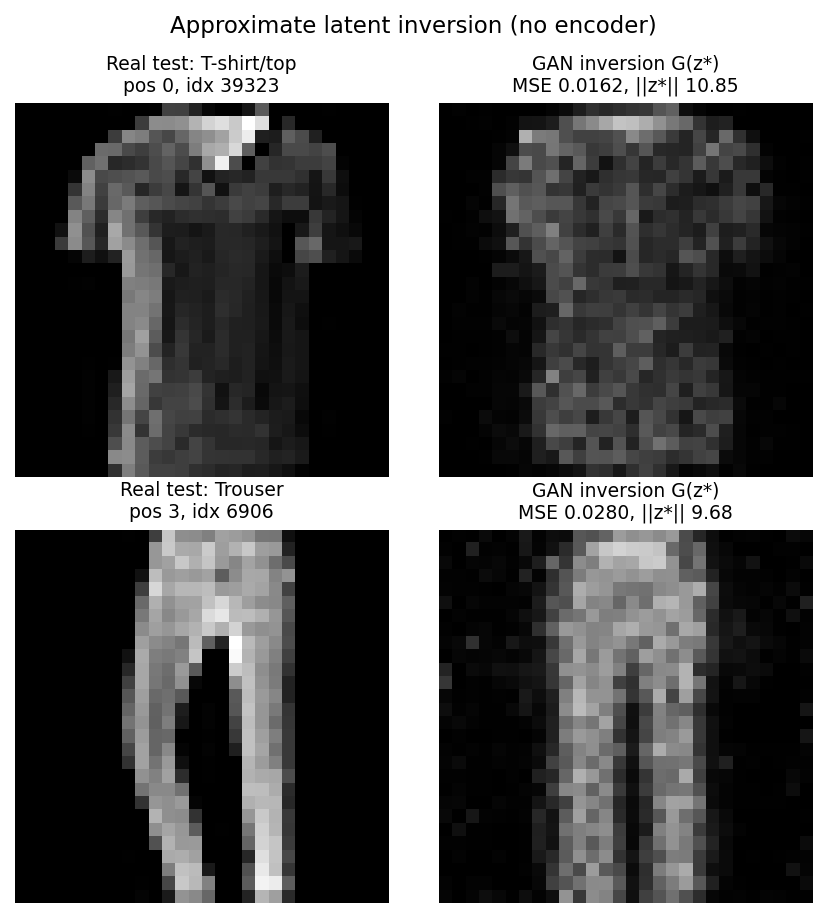 Approximate latent inversion (no encoder)
Real test: T-shirt/top
pos 0, idx 39323
GAN inversion G(z*)
MSE 0.0162, ||z*|| 10.85
Real test: Trouser
pos 3, idx 6906
GAN inversion G(z*)
MSE 0.0280, ||z*|| 9.68